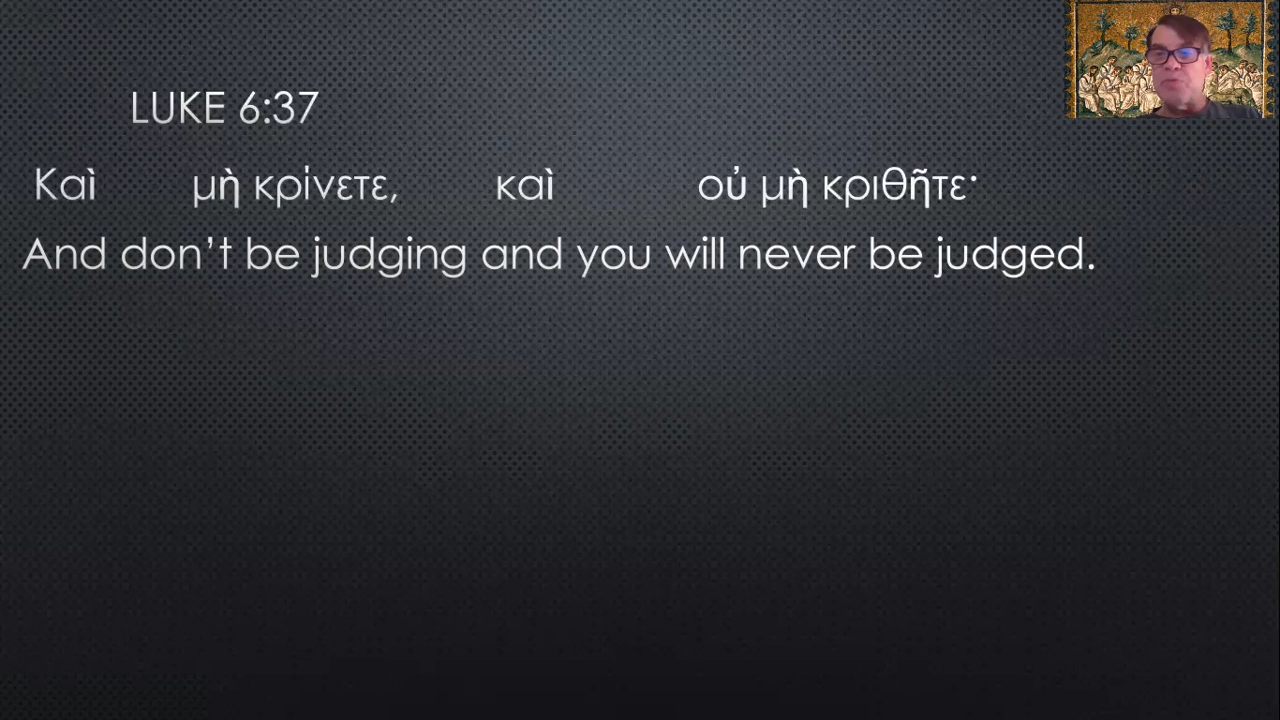 LUKE 6:37
Καὶ μὴ κρίνετε, καὶ οὐ μὴ κριθῆτε·
And don’t be judging and you will never be judged.